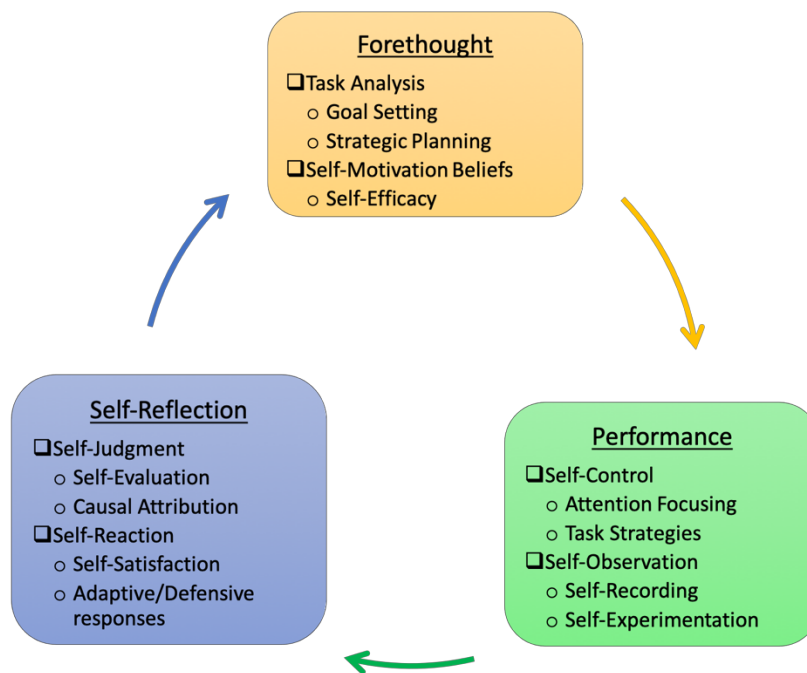 Forethought
❑Task Analysis
o Goal Setting
o Strategic Planning
❑Self-Motivation Beliefs
o Self-Efficacy
Performance
❑Self-Control
o Attention Focusing
o Task Strategies
❑Self-Observation
o Self-Recording
o Self-Experimentation
Self-Reflection
❑Self-Judgment
o Self-Evaluation
o Causal Attribution
❑Self-Reaction
o Self-Satisfaction
o Adaptive/Defensive
responses